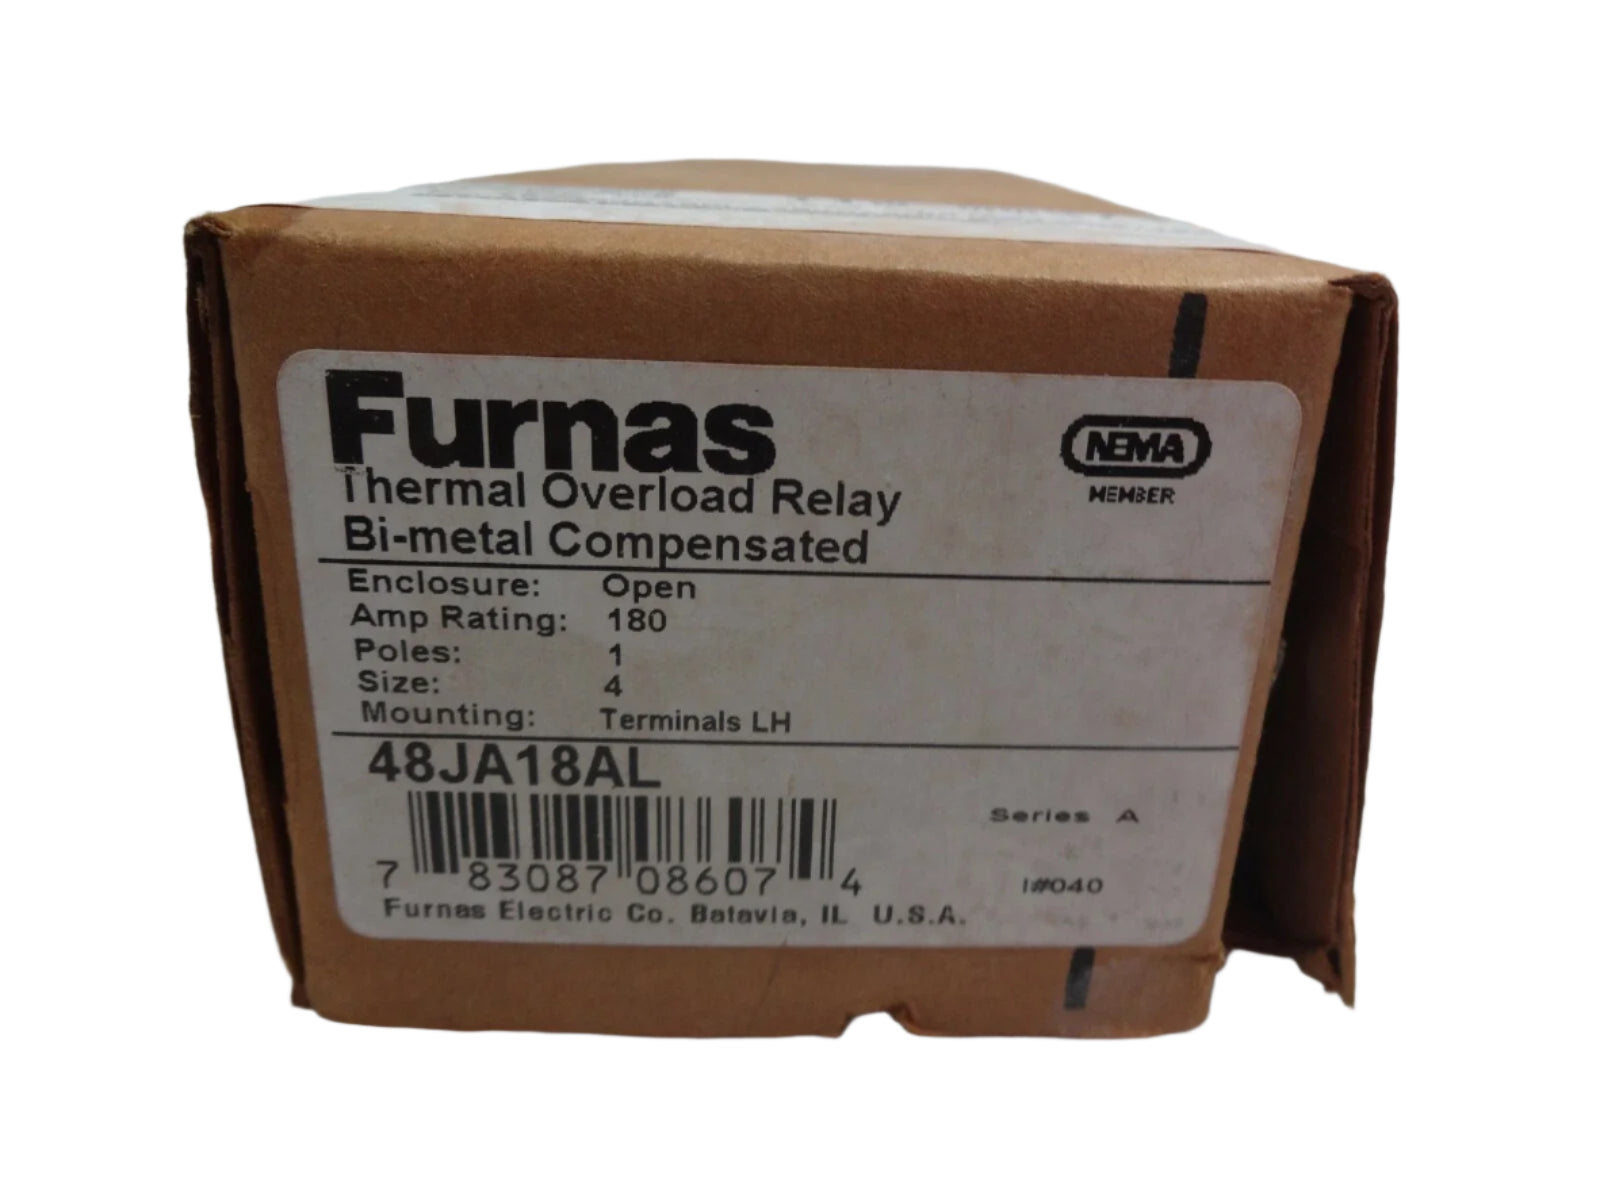 Furnas
NEMA
MEMBER
Thermal Overload Relay
Bi-metal Compensated
Enclosure: Open
Amp Rating: 180
Poles: 1
Size: 4
Mounting: Terminals LH
48JA18AL
Series A
7 83087 08607 4
I#040
Furnas Electric Co. Batavia, IL U.S.A.